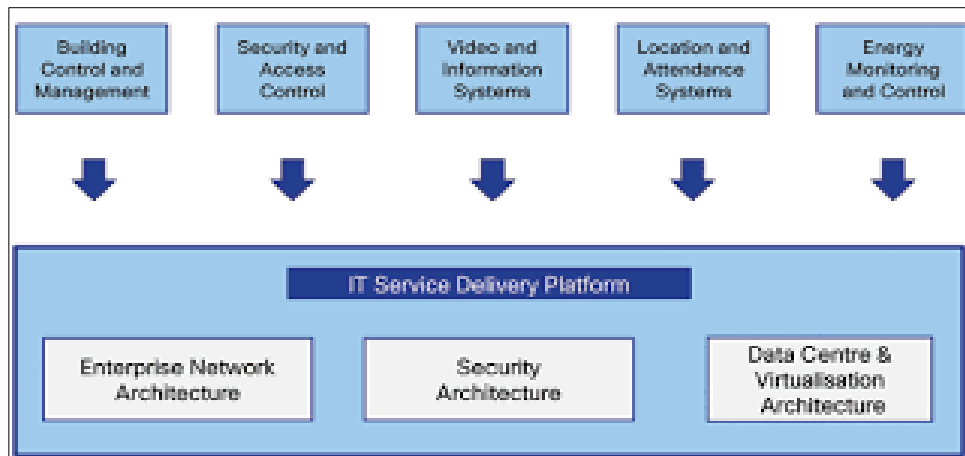 Building
Control and
Management
Security and
Access
Control
Video and
Information
Systems
Location and
Attendance
Systems
Energy
Monitoring
and Control
IT Service Delivery Platform
Enterprise Network
Architecture
Security
Architecture
Data Centre &
Virtualisation
Architecture